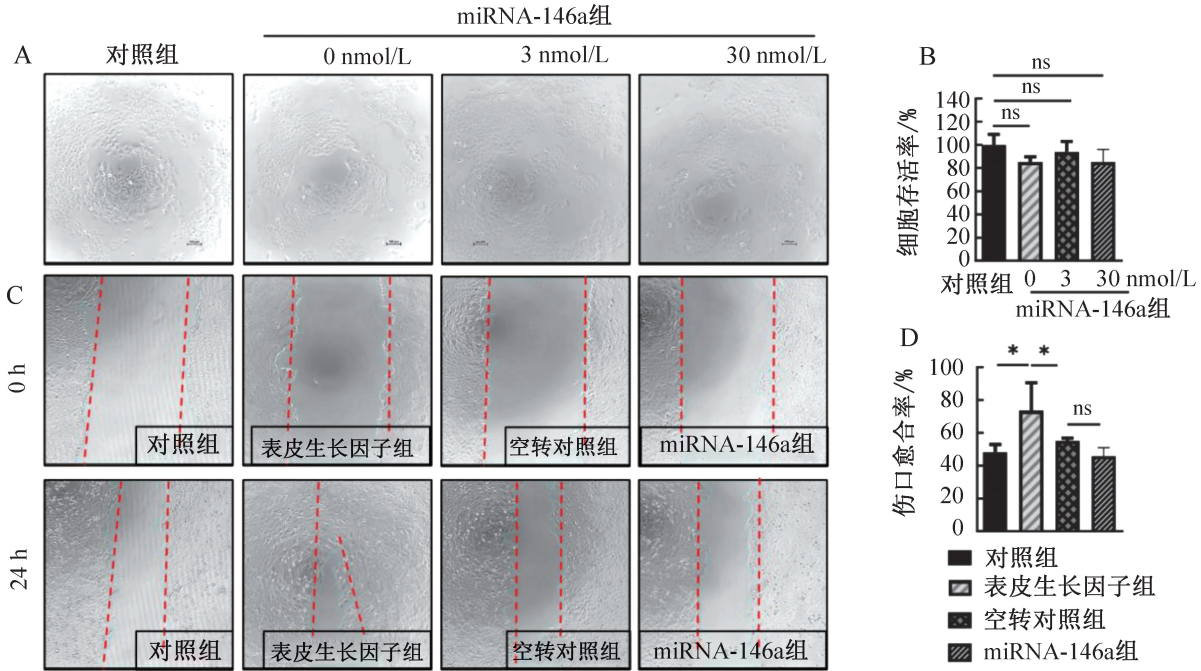 miRNA-146a组
A
对照组
0 nmol/L
3 nmol/L
30 nmol/L
B
ns
ns
ns
细胞存活率/%
140
120
100
80
60
40
20
0
对照组
0
3
30 nmol/L
miRNA-146a组
C
0 h
对照组
表皮生长因子组
空转对照组
miRNA-146a组
24 h
对照组
表皮生长因子组
空转对照组
miRNA-146a组
D
*
*
ns
伤口愈合率/%
100
80
60
40
20
0
对照组
表皮生长因子组
空转对照组
miRNA-146a组